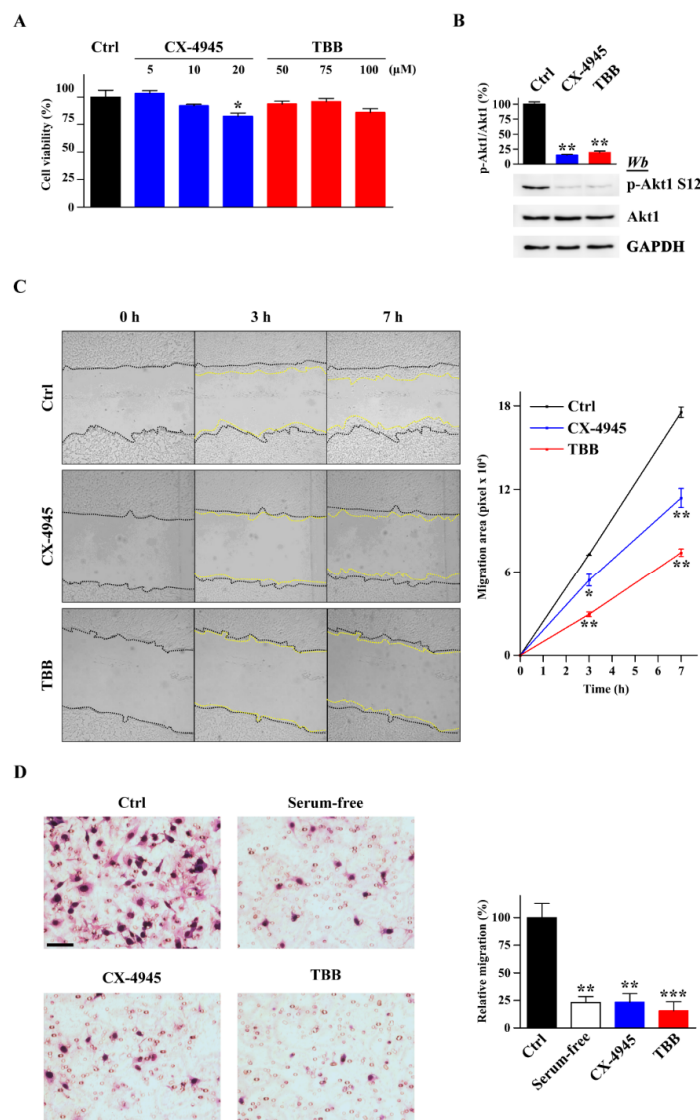 A
Ctrl CX-4945 TBB
5 10 20 50 75 100 (µM)
Cell viability (%)
100
75
50
25
0
*
B
Ctrl
CX-4945
TBB
p-Akt1/Akt1 (%)
100
75
50
25
0
** **
Wb
p-Akt1 S12
Akt1
GAPDH
C
0 h 3 h 7 h
Ctrl
CX-4945
TBB
Migration area (pixel x 10⁴)
18
12
6
0
Ctrl
CX-4945
TBB
*
**
**
**
0 1 2 3 4 5 6 7
Time (h)
D
Ctrl Serum-free
CX-4945 TBB
Relative migration (%)
100
75
50
25
0
** ** ***
Ctrl
Serum-free
CX-4945
TBB